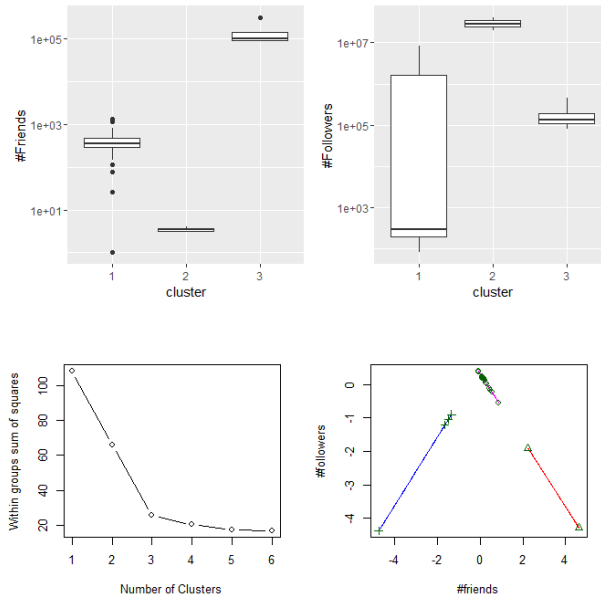 #Friends
1e+05
1e+03
1e+01
1 2 3
cluster
#Followers
1e+07
1e+05
1e+03
1 2 3
cluster
Within groups sum of squares
100
80
60
40
20
1 2 3 4 5 6
Number of Clusters
#followers
0
-1
-2
-3
-4
-4 -2 0 2 4
#friends